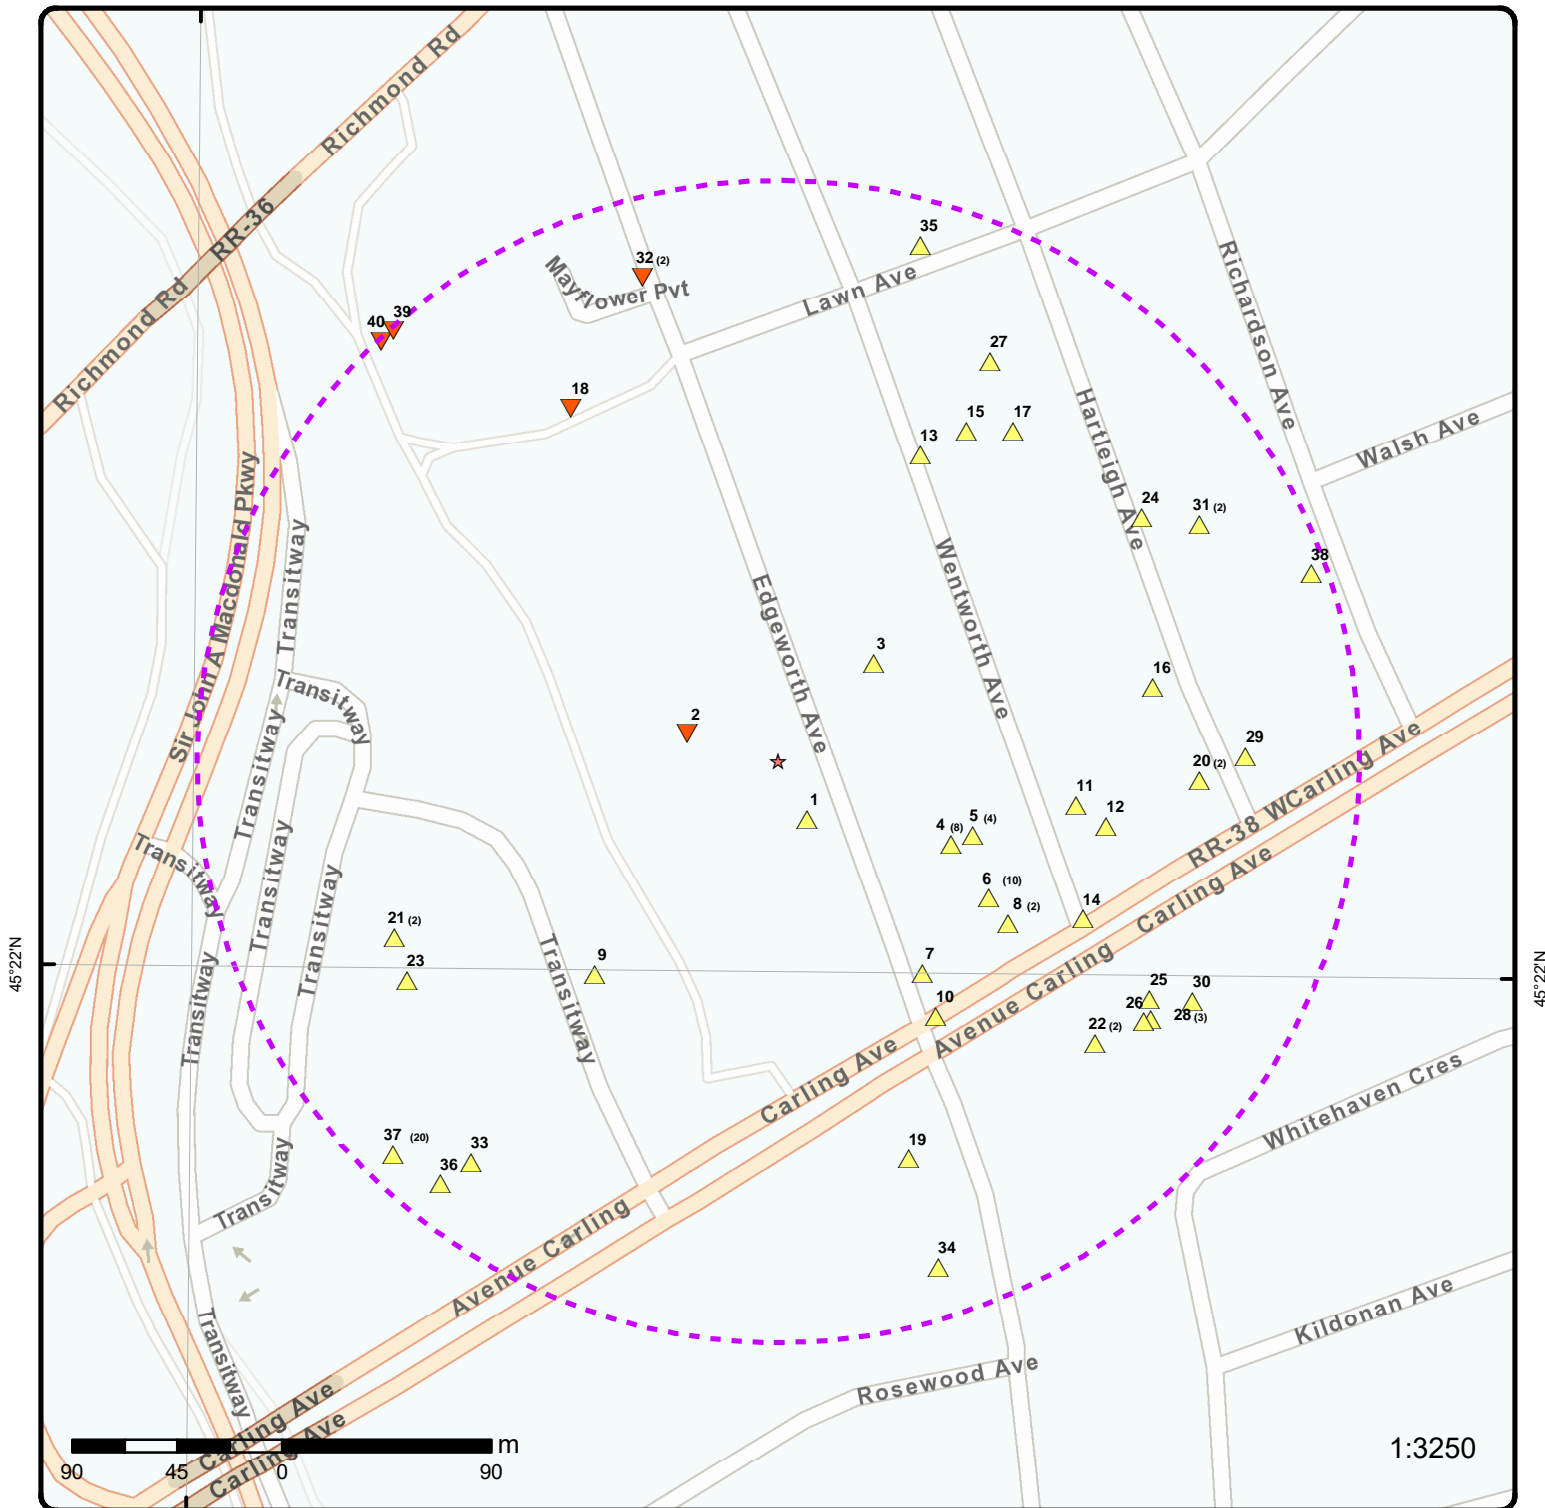 Richmond Rd
Richmond Rd
RR-36
Richmond Rd
35
32 (2)
Mayflower Pvt
Lawn Ave
39
40
27
Richardson Ave
18
15
17
13
Hartleigh Ave
Walsh Ave
24
31 (2)
38
Sir John A Macdonald Pkwy
Transitway
Edgeworth Ave
Wentworth Ave
3
16
Transitway
2
29
20 (2)
Transitway
1
11
12
RR-38 W
Carling Ave
5 (4)
4 (8)
Transitway
Transitway
Transitway
6 (10)
8 (2)
14
Carling Ave
21 (2)
23
9
7
45°22'N
45°22'N
Transitway
Transitway
10
Avenue Carling
25
30
26
28 (3)
22 (2)
Carling Ave
Whitehaven Cres
37 (20)
33
36
19
Transitway
Avenue Carling
34
Kildonan Ave
Transitway
Rosewood Ave
Carling Ave
Carling Ave
m
90 45 0 90
1:3250